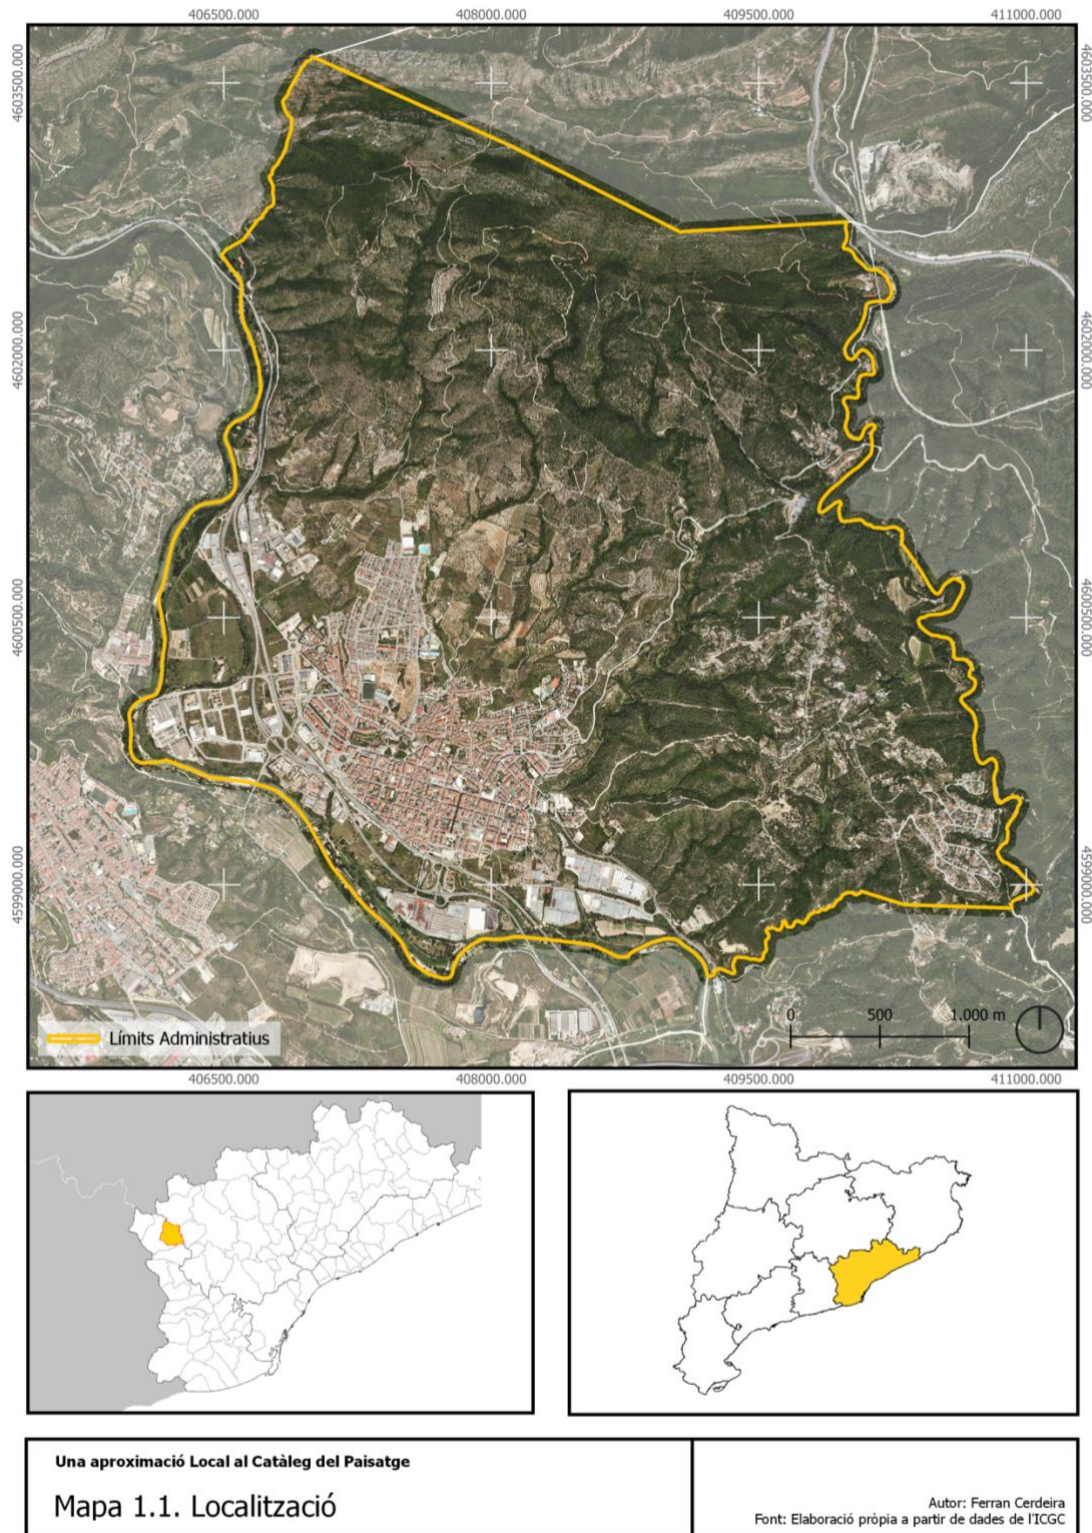 406500.000 408000.000 409500.000 411000.000
4603500.000 4603500.000
4602000.000 4602000.000
4600500.000 4600500.000
4599000.000 4599000.000
Límits Administratius
0 500 1.000 m
406500.000 408000.000 409500.000 411000.000
Una aproximació Local al Catàleg del Paisatge
Mapa 1.1. Localització
Autor: Ferran Cerdeira
Font: Elaboració pròpia a partir de dades de l'ICGC